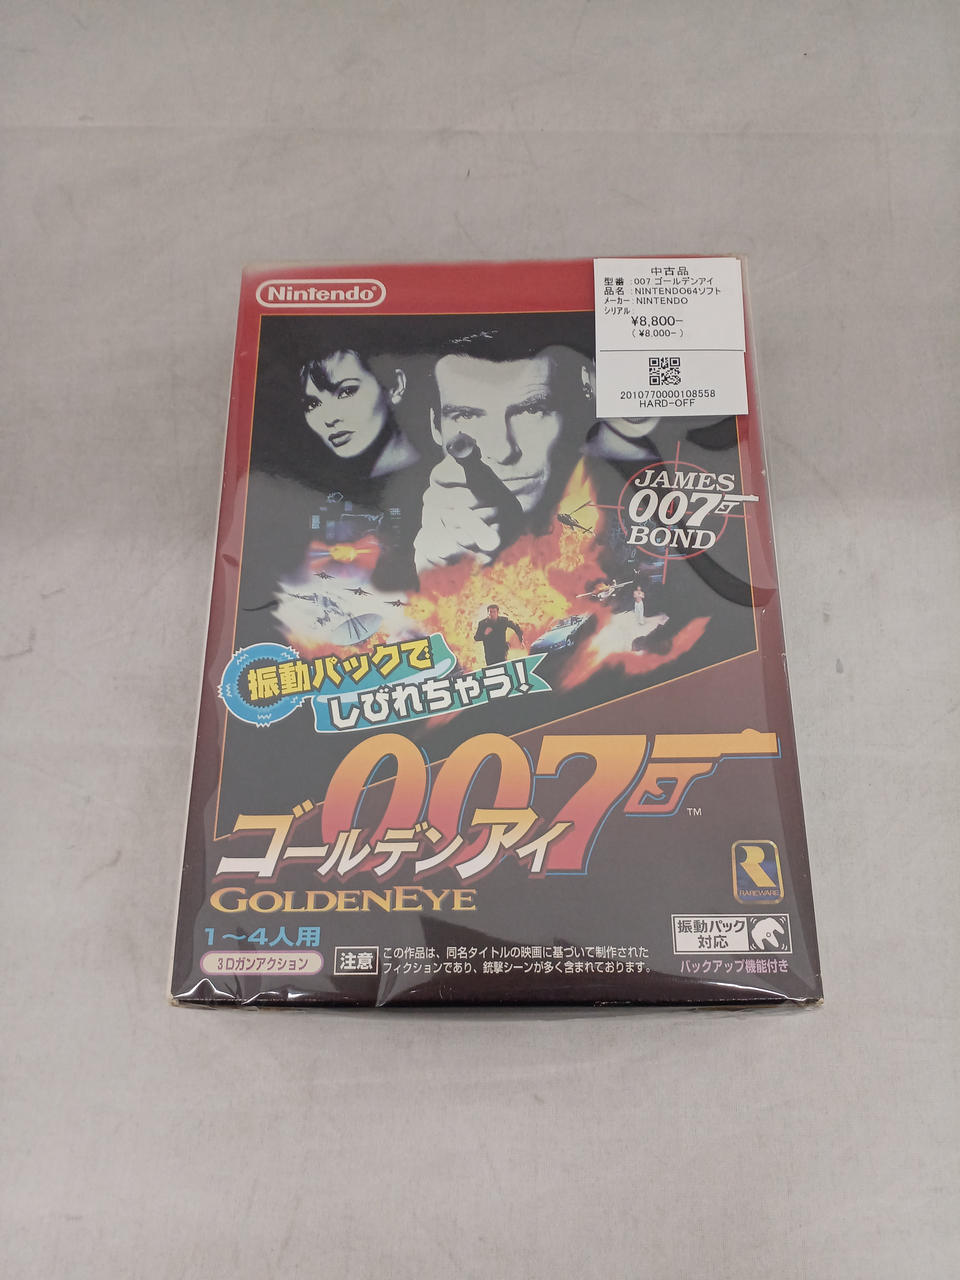 Nintendo
中古品
型番 :007 ゴールデンアイ
品名 :NINTENDO64ソフト
メーカー:NINTENDO
シリアル:
¥8,800-
(¥8,000-)
2010770000108558
HARD-OFF
JAMES
007
BOND
振動パックで
しびれちゃう!
007
TM
ゴールデンアイ
GOLDENEYE
R
RAREWARE
1〜4人用
3Dガンアクション
注意
この作品は、同名タイトルの映画に基づいて制作された
フィクションであり、銃撃シーンが多く含まれております。
振動パック
対応
バックアップ機能付き